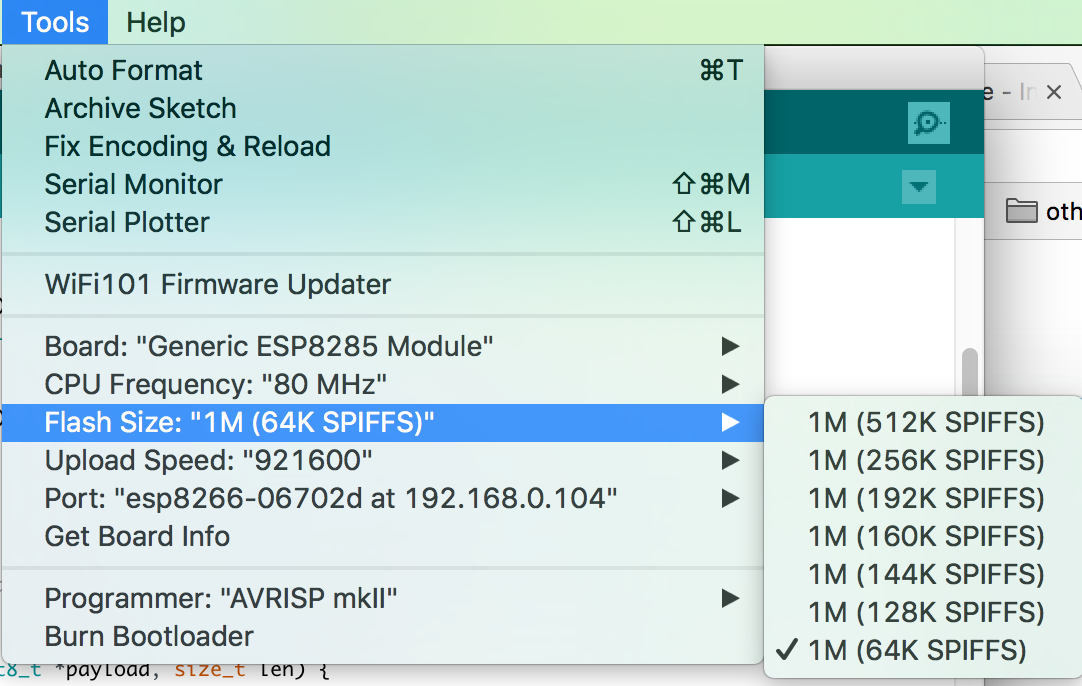 Tools Help
Auto Format ⌘T
Archive Sketch
Fix Encoding & Reload
Serial Monitor ⇧⌘M
Serial Plotter ⇧⌘L
WiFi101 Firmware Updater
Board: "Generic ESP8285 Module"
CPU Frequency: "80 MHz"
Flash Size: "1M (64K SPIFFS)"
Upload Speed: "921600"
Port: "esp8266-06702d at 192.168.0.104"
Get Board Info
Programmer: "AVRISP mkII"
Burn Bootloader
1M (512K SPIFFS)
1M (256K SPIFFS)
1M (192K SPIFFS)
1M (160K SPIFFS)
1M (144K SPIFFS)
1M (128K SPIFFS)
✓ 1M (64K SPIFFS)
oth
t8_t *payload, size_t len) {